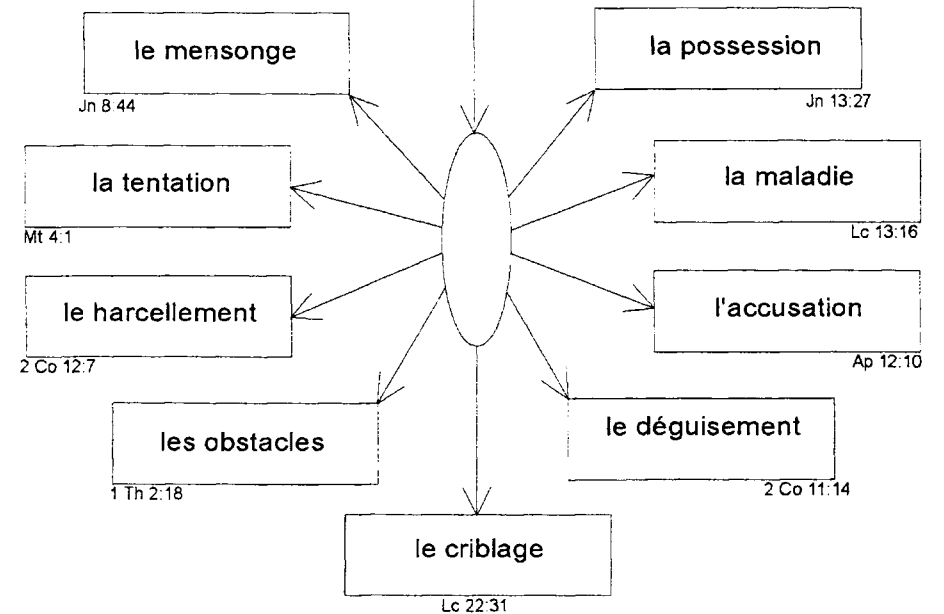 le mensonge
Jn 8:44
la possession
Jn 13:27
la tentation
Mt 4:1
la maladie
Lc 13:16
le harcellement
2 Co 12:7
l'accusation
Ap 12:10
les obstacles
1 Th 2:18
le déguisement
2 Co 11:14
le criblage
Lc 22:31